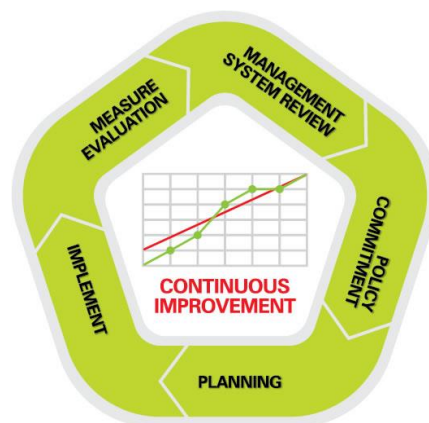 MANAGEMENT
SYSTEM REVIEW
POLICY
COMMITMENT
PLANNING
IMPLEMENT
MEASURE
EVALUATION
CONTINUOUS
IMPROVEMENT